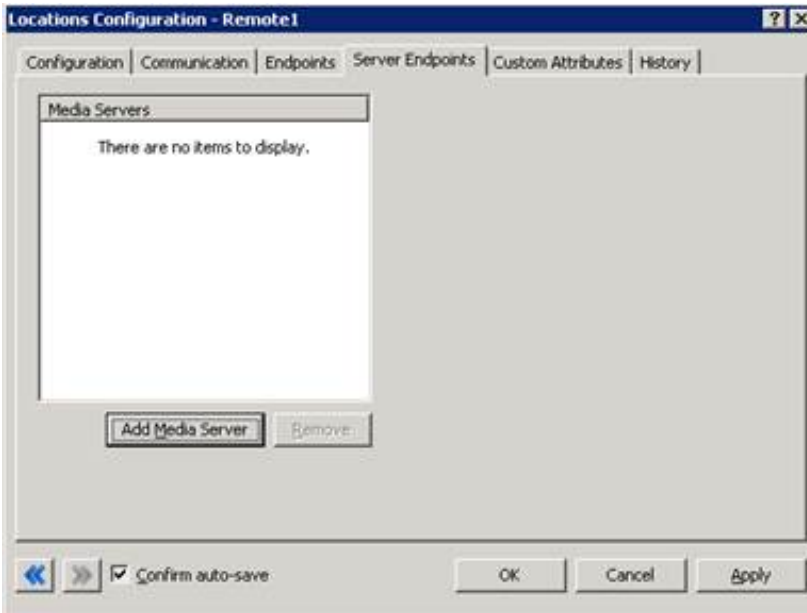 Locations Configuration - Remote1
? X
Configuration Communication Endpoints Server Endpoints Custom Attributes History
Media Servers
There are no items to display.
Add Media Server Remove
Confirm auto-save OK Cancel Apply